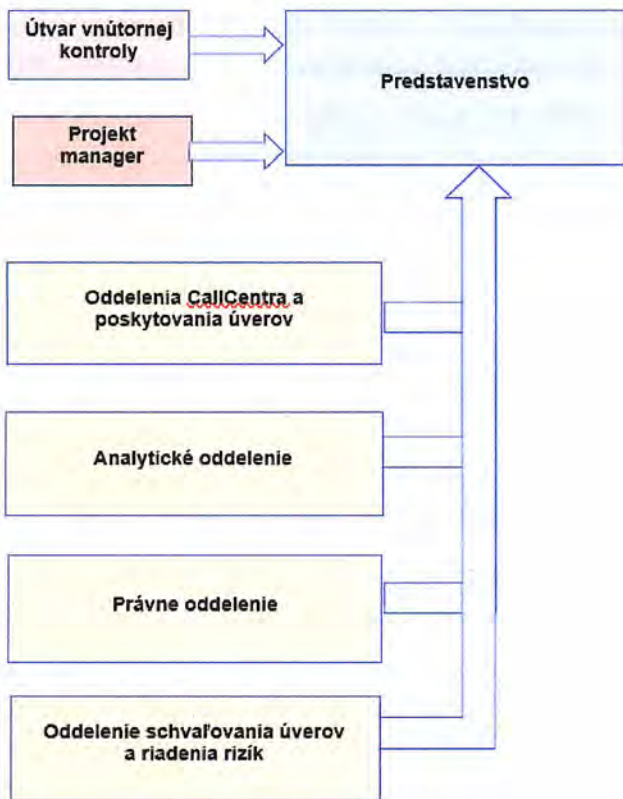 Útvar vnútornej
kontroly
Predstavenstvo
Projekt
manager
Oddelenia CallCentra a
poskytovania úverov
Analytické oddelenie
Právne oddelenie
Oddelenie schvaľovania úverov
a riadenia rizík